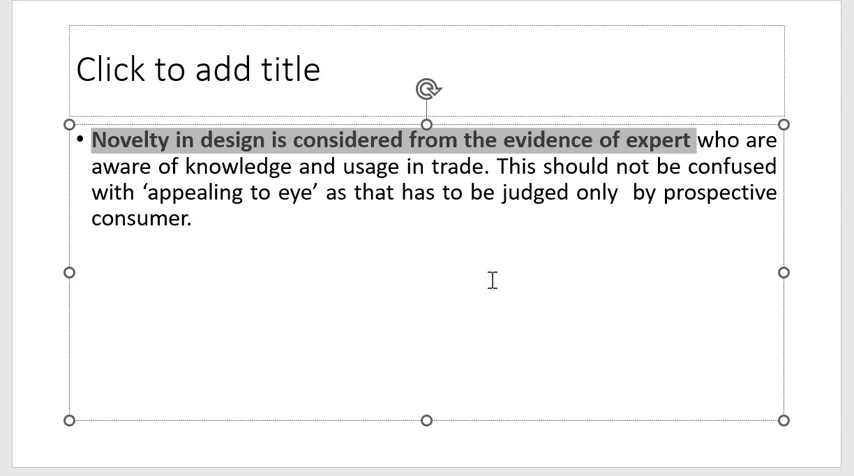 Click to add title
• Novelty in design is considered from the evidence of expert who are
aware of knowledge and usage in trade. This should not be confused
with ‘appealing to eye’ as that has to be judged only  by prospective
consumer.